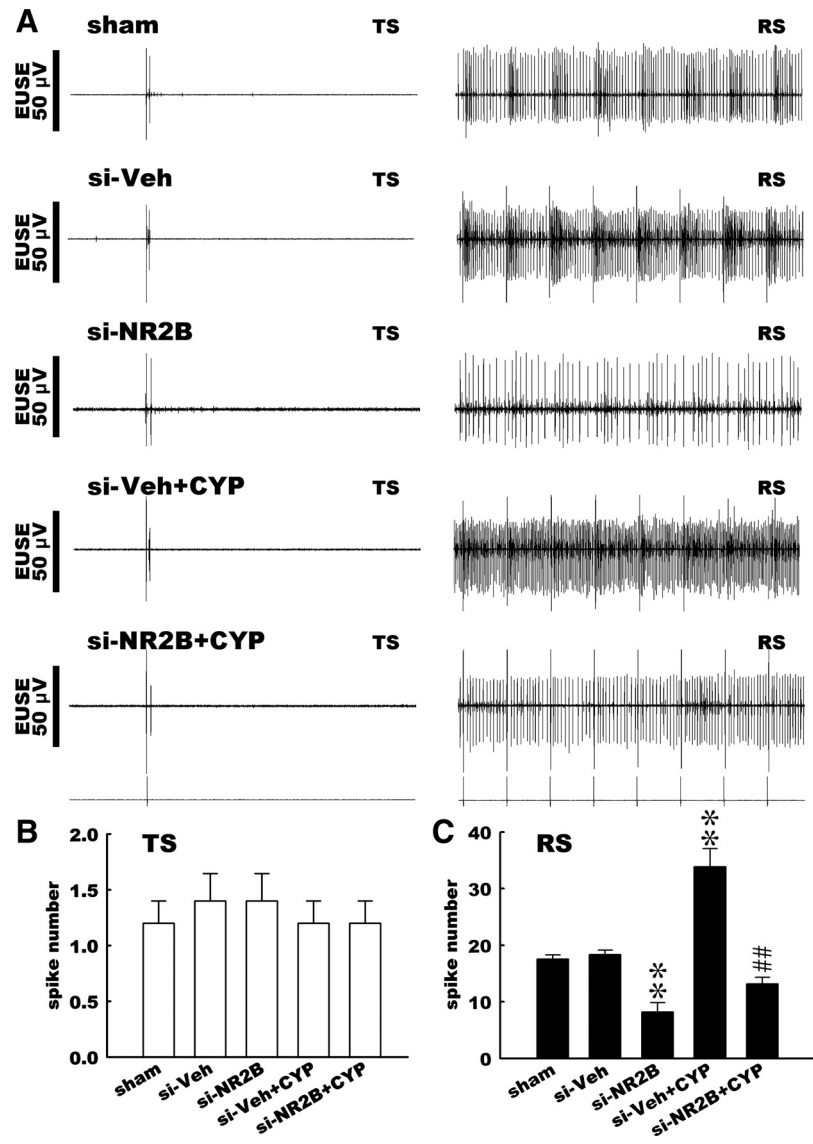 A
sham TS RS
EUSE
50 µV
si-Veh TS RS
EUSE
50 µV
si-NR2B TS RS
EUSE
50 µV
si-Veh+CYP TS RS
EUSE
50 µV
si-NR2B+CYP TS RS
EUSE
50 µV
B TS
2.0
1.5
1.0
0.5
0.0
spike number
sham
si-Veh
si-NR2B
si-Veh+CYP
si-NR2B+CYP
C RS
40
30
20
10
0
spike number
**
**
##
sham
si-Veh
si-NR2B
si-Veh+CYP
si-NR2B+CYP